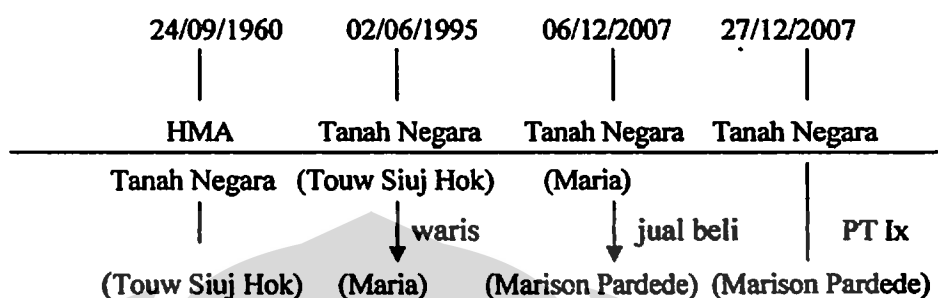 24/09/1960 02/06/1995 06/12/2007 27/12/2007
HMA Tanah Negara Tanah Negara Tanah Negara
Tanah Negara (Touw Siuj Hok) (Maria)
waris jual beli PT Ix
(Touw Siuj Hok) (Maria) (Marison Pardede) (Marison Pardede)